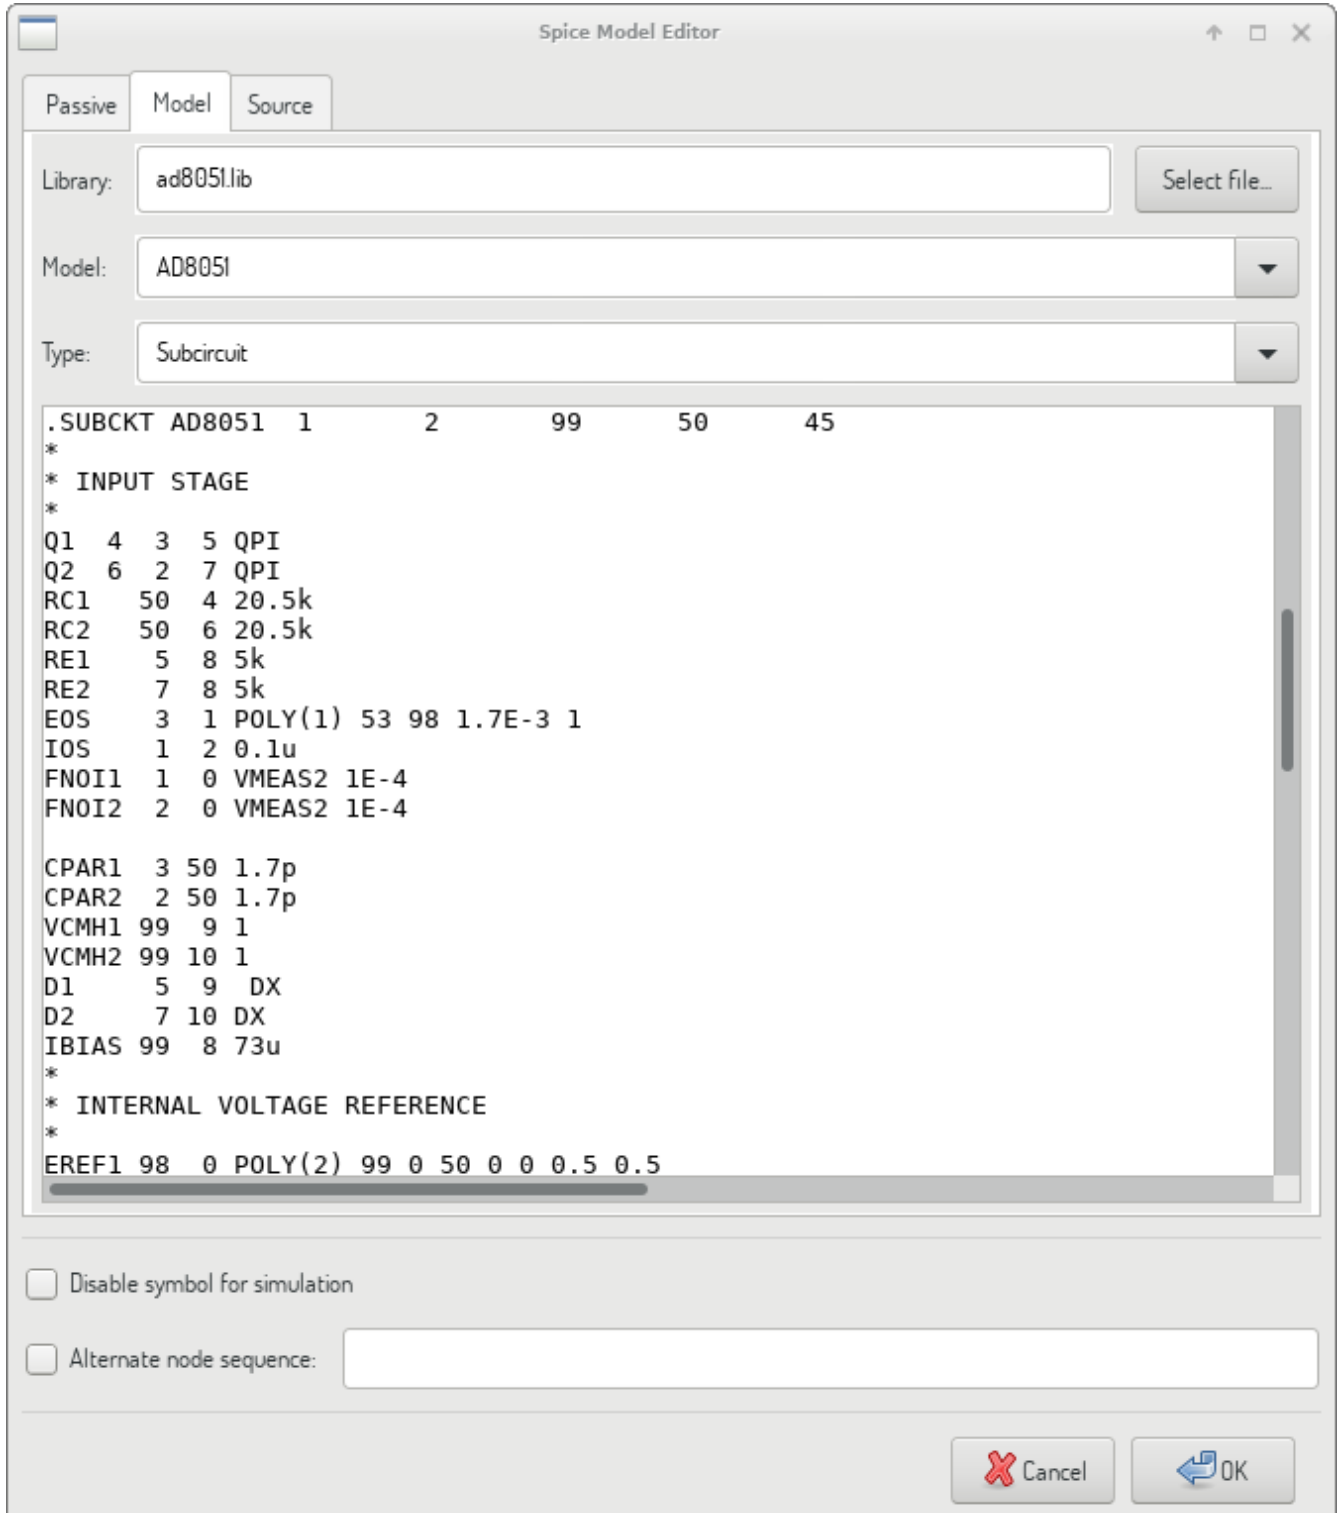 Spice Model Editor
Passive Model Source
Library: ad8051.lib Select file...
Model: AD8051
Type: Subcircuit
.SUBCKT AD8051  1       2       99      50      45
*
* INPUT STAGE
*
Q1  4  3  5 QPI
Q2  6  2  7 QPI
RC1   50  4 20.5k
RC2   50  6 20.5k
RE1    5  8 5k
RE2    7  8 5k
EOS    3  1 POLY(1) 53 98 1.7E-3 1
IOS    1  2 0.1u
FNOI1  1  0 VMEAS2 1E-4
FNOI2  2  0 VMEAS2 1E-4
CPAR1  3 50 1.7p
CPAR2  2 50 1.7p
VCMH1 99  9 1
VCMH2 99 10 1
D1     5  9  DX
D2     7 10 DX
IBIAS 99  8 73u
*
* INTERNAL VOLTAGE REFERENCE
*
EREF1 98  0 POLY(2) 99 0 50 0 0 0.5 0.5
Disable symbol for simulation
Alternate node sequence:
Cancel OK